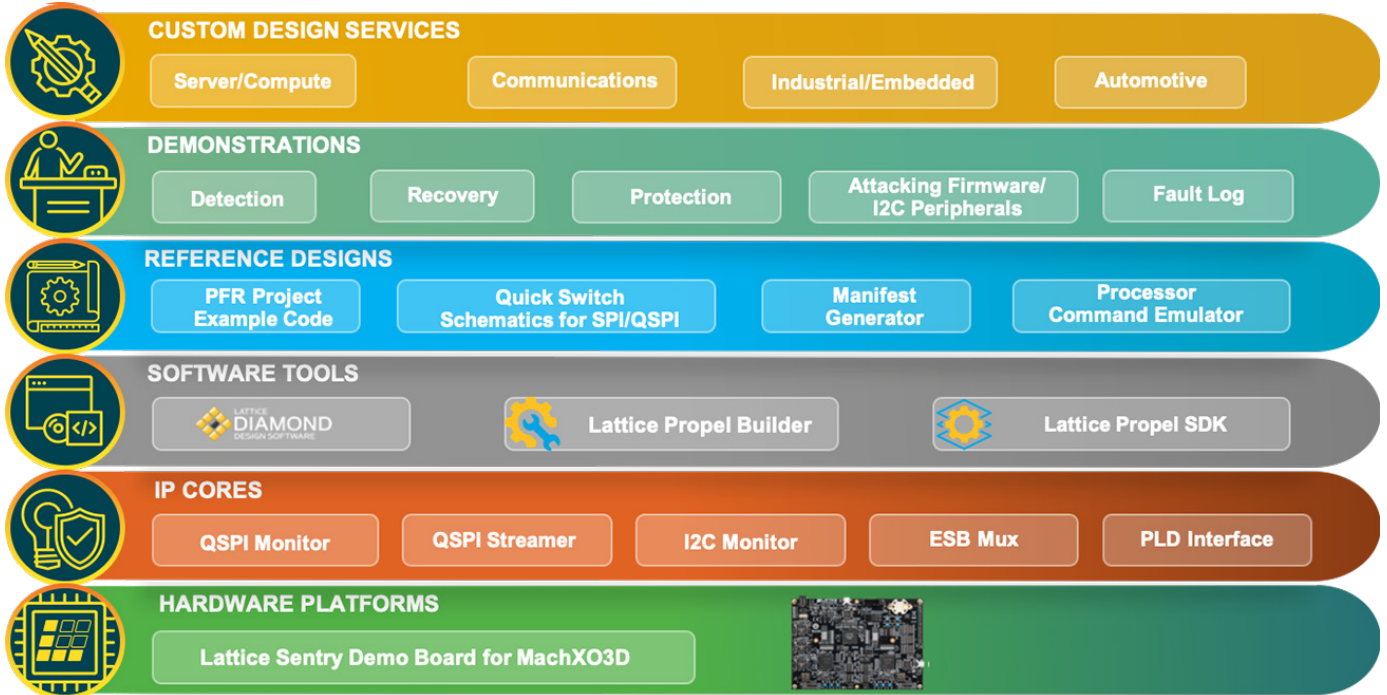 CUSTOM DESIGN SERVICES
Server/Compute
Communications
Industrial/Embedded
Automotive
DEMONSTRATIONS
Detection
Recovery
Protection
Attacking Firmware/
I2C Peripherals
Fault Log
REFERENCE DESIGNS
PFR Project
Example Code
Quick Switch
Schematics for SPI/QSPI
Manifest
Generator
Processor
Command Emulator
SOFTWARE TOOLS
LATTICE
DIAMOND
DESIGN SOFTWARE
Lattice Propel Builder
Lattice Propel SDK
IP CORES
QSPI Monitor
QSPI Streamer
I2C Monitor
ESB Mux
PLD Interface
HARDWARE PLATFORMS
Lattice Sentry Demo Board for MachXO3D